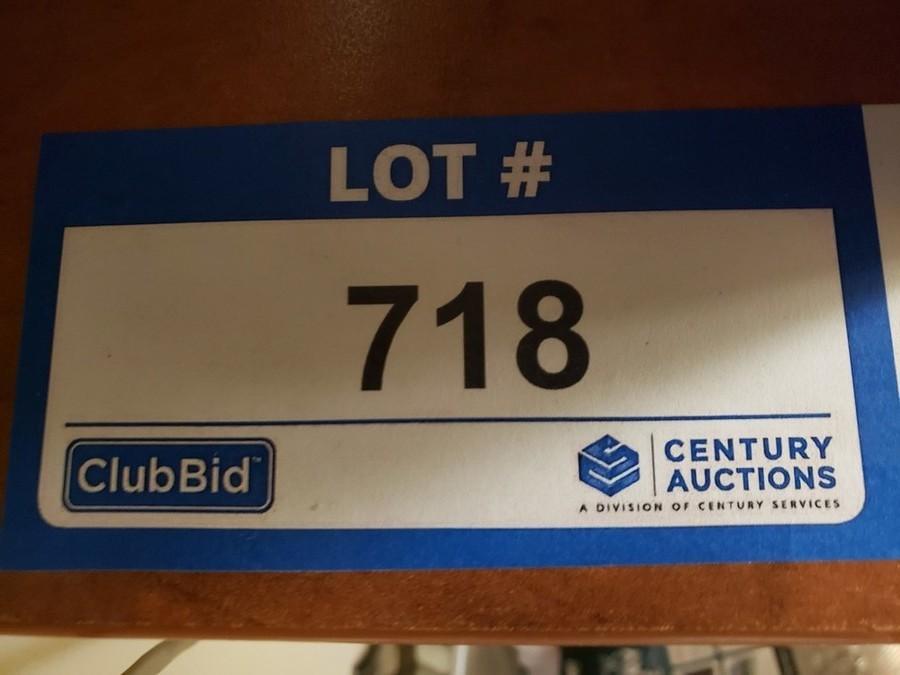 LOT #
718
ClubBid™
CENTURY
AUCTIONS
A DIVISION OF CENTURY SERVICES